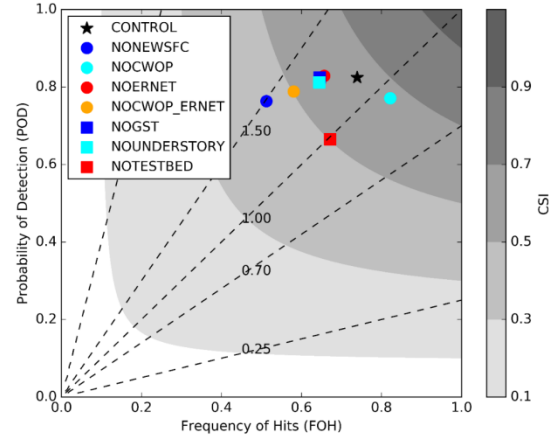 1.0
0.8
0.6
0.4
0.2
0.0
Probability of Detection (POD)
CONTROL
NONEWSFC
NOCWOP
NOERNET
NOCWOP_ERNET
NOGST
NOUNDERSTORY
NOTESTBED
1.50
1.00
0.70
0.25
0.0 0.2 0.4 0.6 0.8 1.0
Frequency of Hits (FOH)
0.9
0.7
0.5
0.3
0.1
CSI